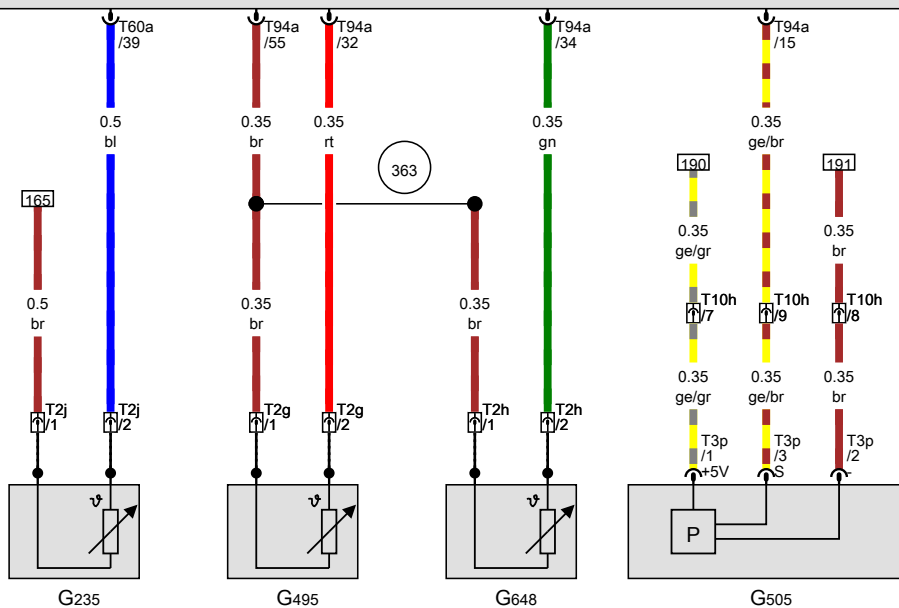 T60a
/39
T94a
/55
T94a
/32
T94a
/34
T94a
/15
0.5
bl
0.35
br
0.35
rt
0.35
gn
0.35
ge/br
363
190
191
165
0.35
ge/gr
0.35
br
0.5
br
0.35
br
0.35
br
T10h
/7
T10h
/9
T10h
/8
0.35
ge/gr
0.35
ge/br
0.35
br
T2j
/1
T2j
/2
T2g
/1
T2g
/2
T2h
/1
T2h
/2
T3p
/1
+5V
T3p
/3
S
T3p
/2
-
ϑ
ϑ
ϑ
P
G235
G495
G648
G505